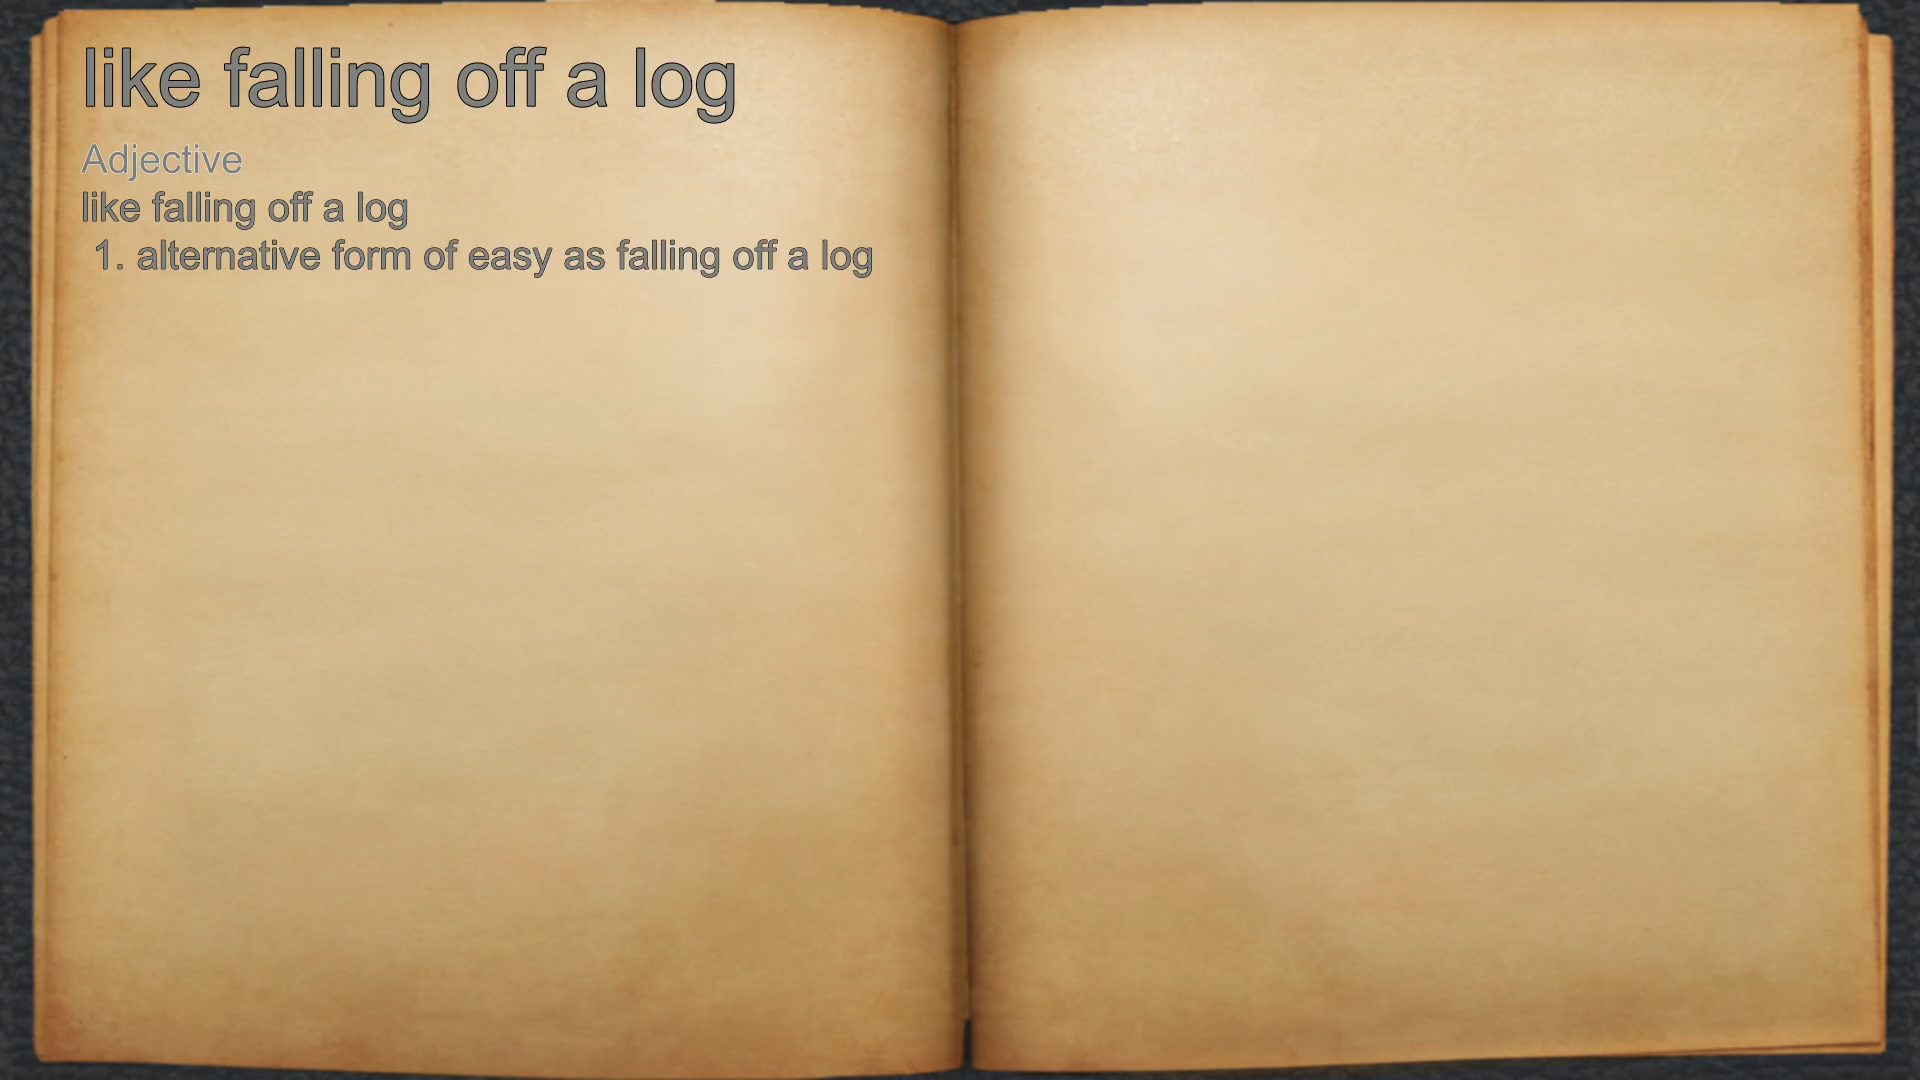 like falling off a log
Adjective
like falling off a log
1. alternative form of easy as falling off a log